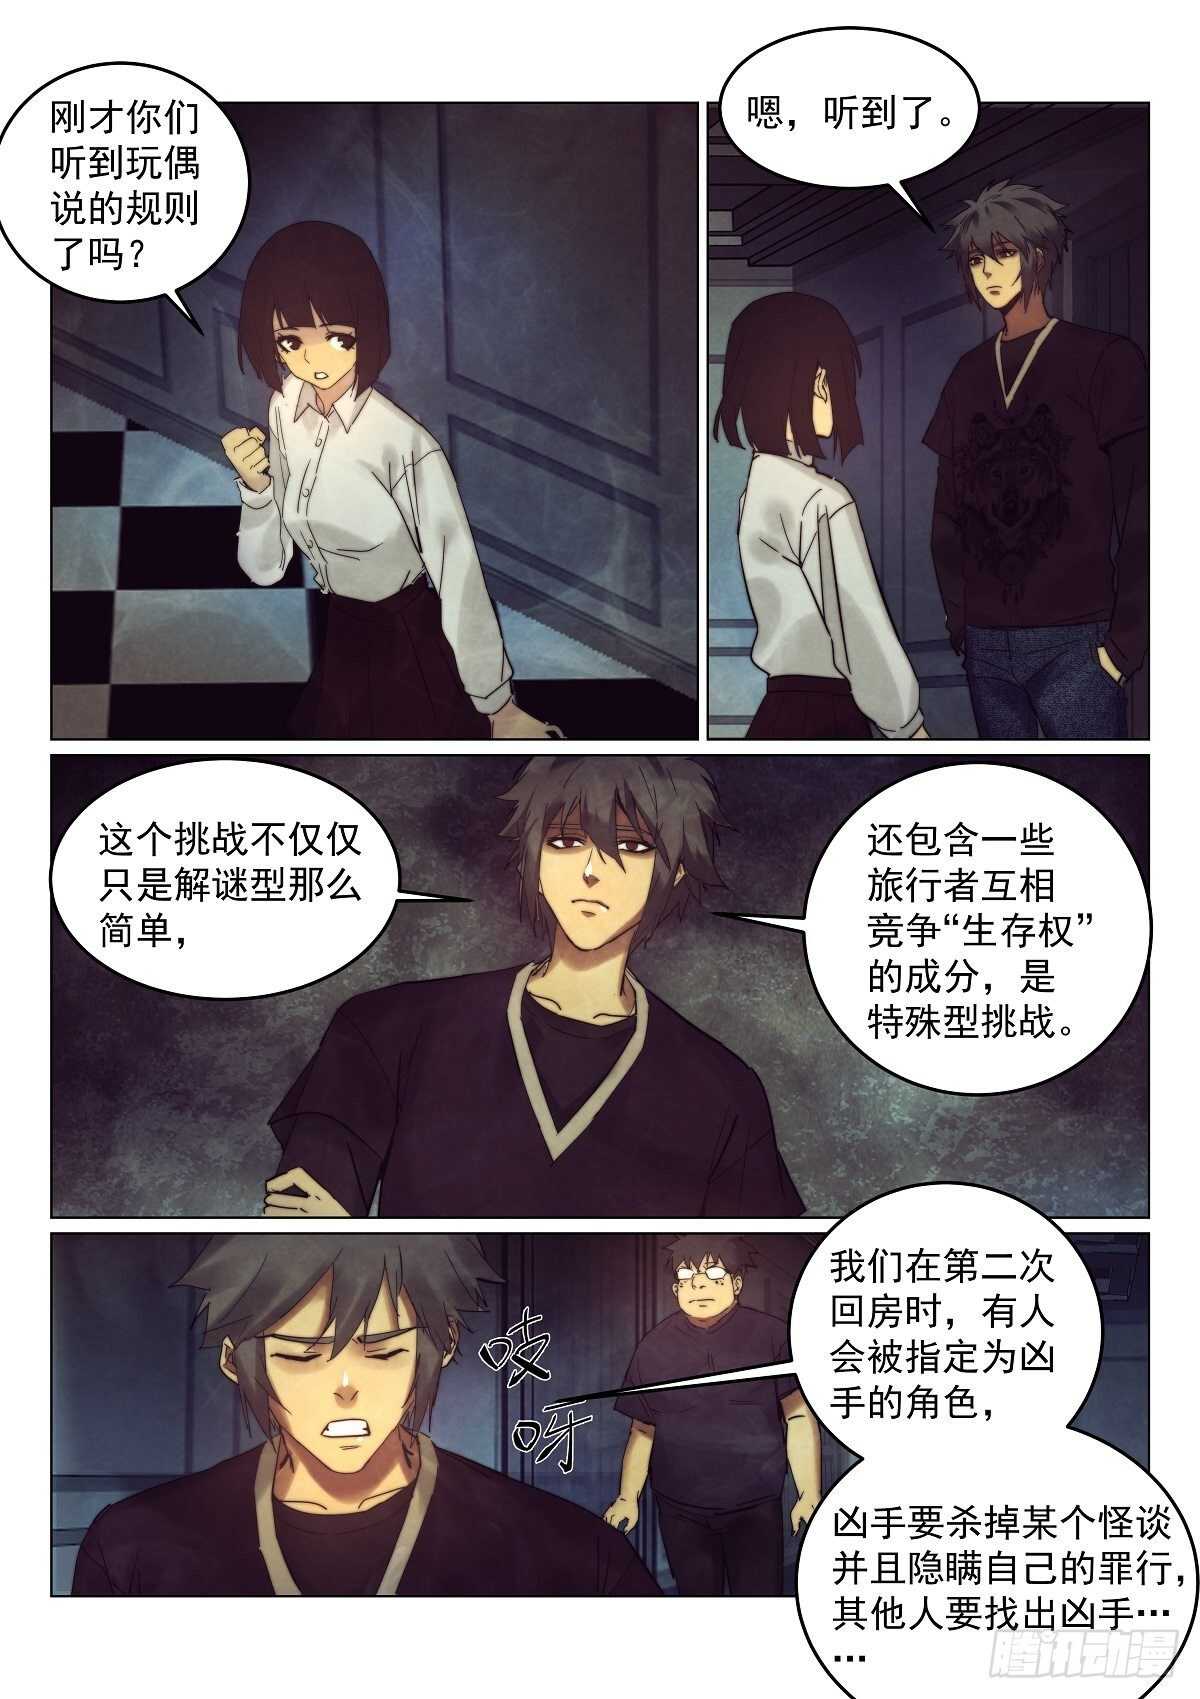 刚才你们
听到玩偶
说的规则
了吗？
嗯，听到了。
这个挑战不仅仅
只是解谜型那么
简单，
还包含一些
旅行者互相
竞争“生存权”
的成分，是
特殊型挑战。
吱
呀
我们在第二次
回房时，有人
会被指定为凶
手的角色，
凶手要杀掉某个怪谈
并且隐瞒自己的罪行，
其他人要找出凶手…
…
腾讯动漫